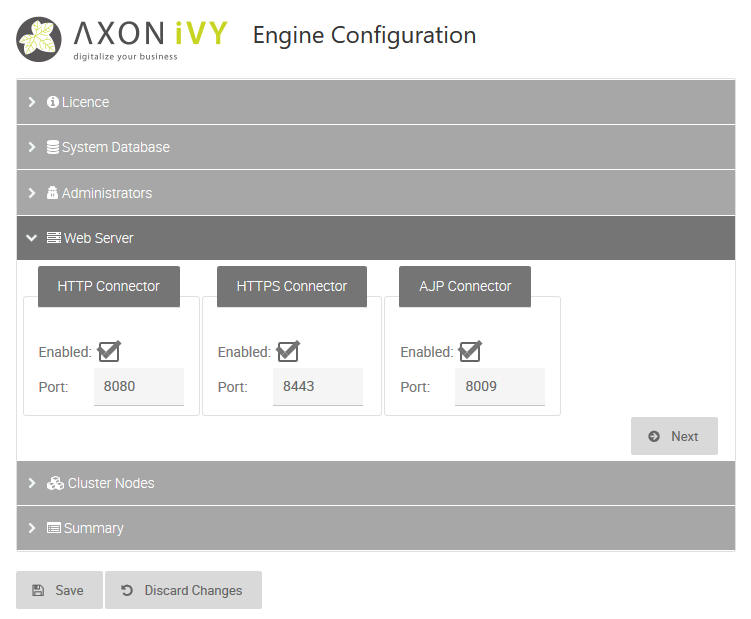 AXON iVY
digitalize your business
Engine Configuration
Licence
System Database
Administrators
Web Server
HTTP Connector
HTTPS Connector
AJP Connector
Enabled:
Enabled:
Enabled:
Port: 8080
Port: 8443
Port: 8009
Next
Cluster Nodes
Summary
Save
Discard Changes